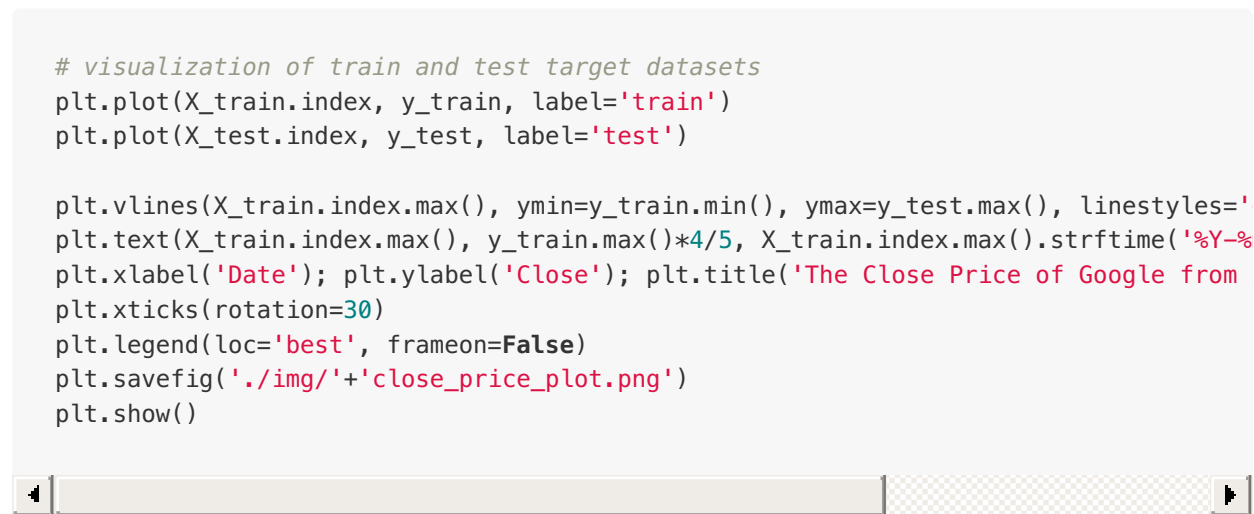 # visualization of train and test target datasets
plt.plot(X_train.index, y_train, label='train')
plt.plot(X_test.index, y_test, label='test')
plt.vlines(X_train.index.max(), ymin=y_train.min(), ymax=y_test.max(), linestyles='
plt.text(X_train.index.max(), y_train.max()*4/5, X_train.index.max().strftime('%Y-%
plt.xlabel('Date'); plt.ylabel('Close'); plt.title('The Close Price of Google from
plt.xticks(rotation=30)
plt.legend(loc='best', frameon=False)
plt.savefig('./img/'+'close_price_plot.png')
plt.show()